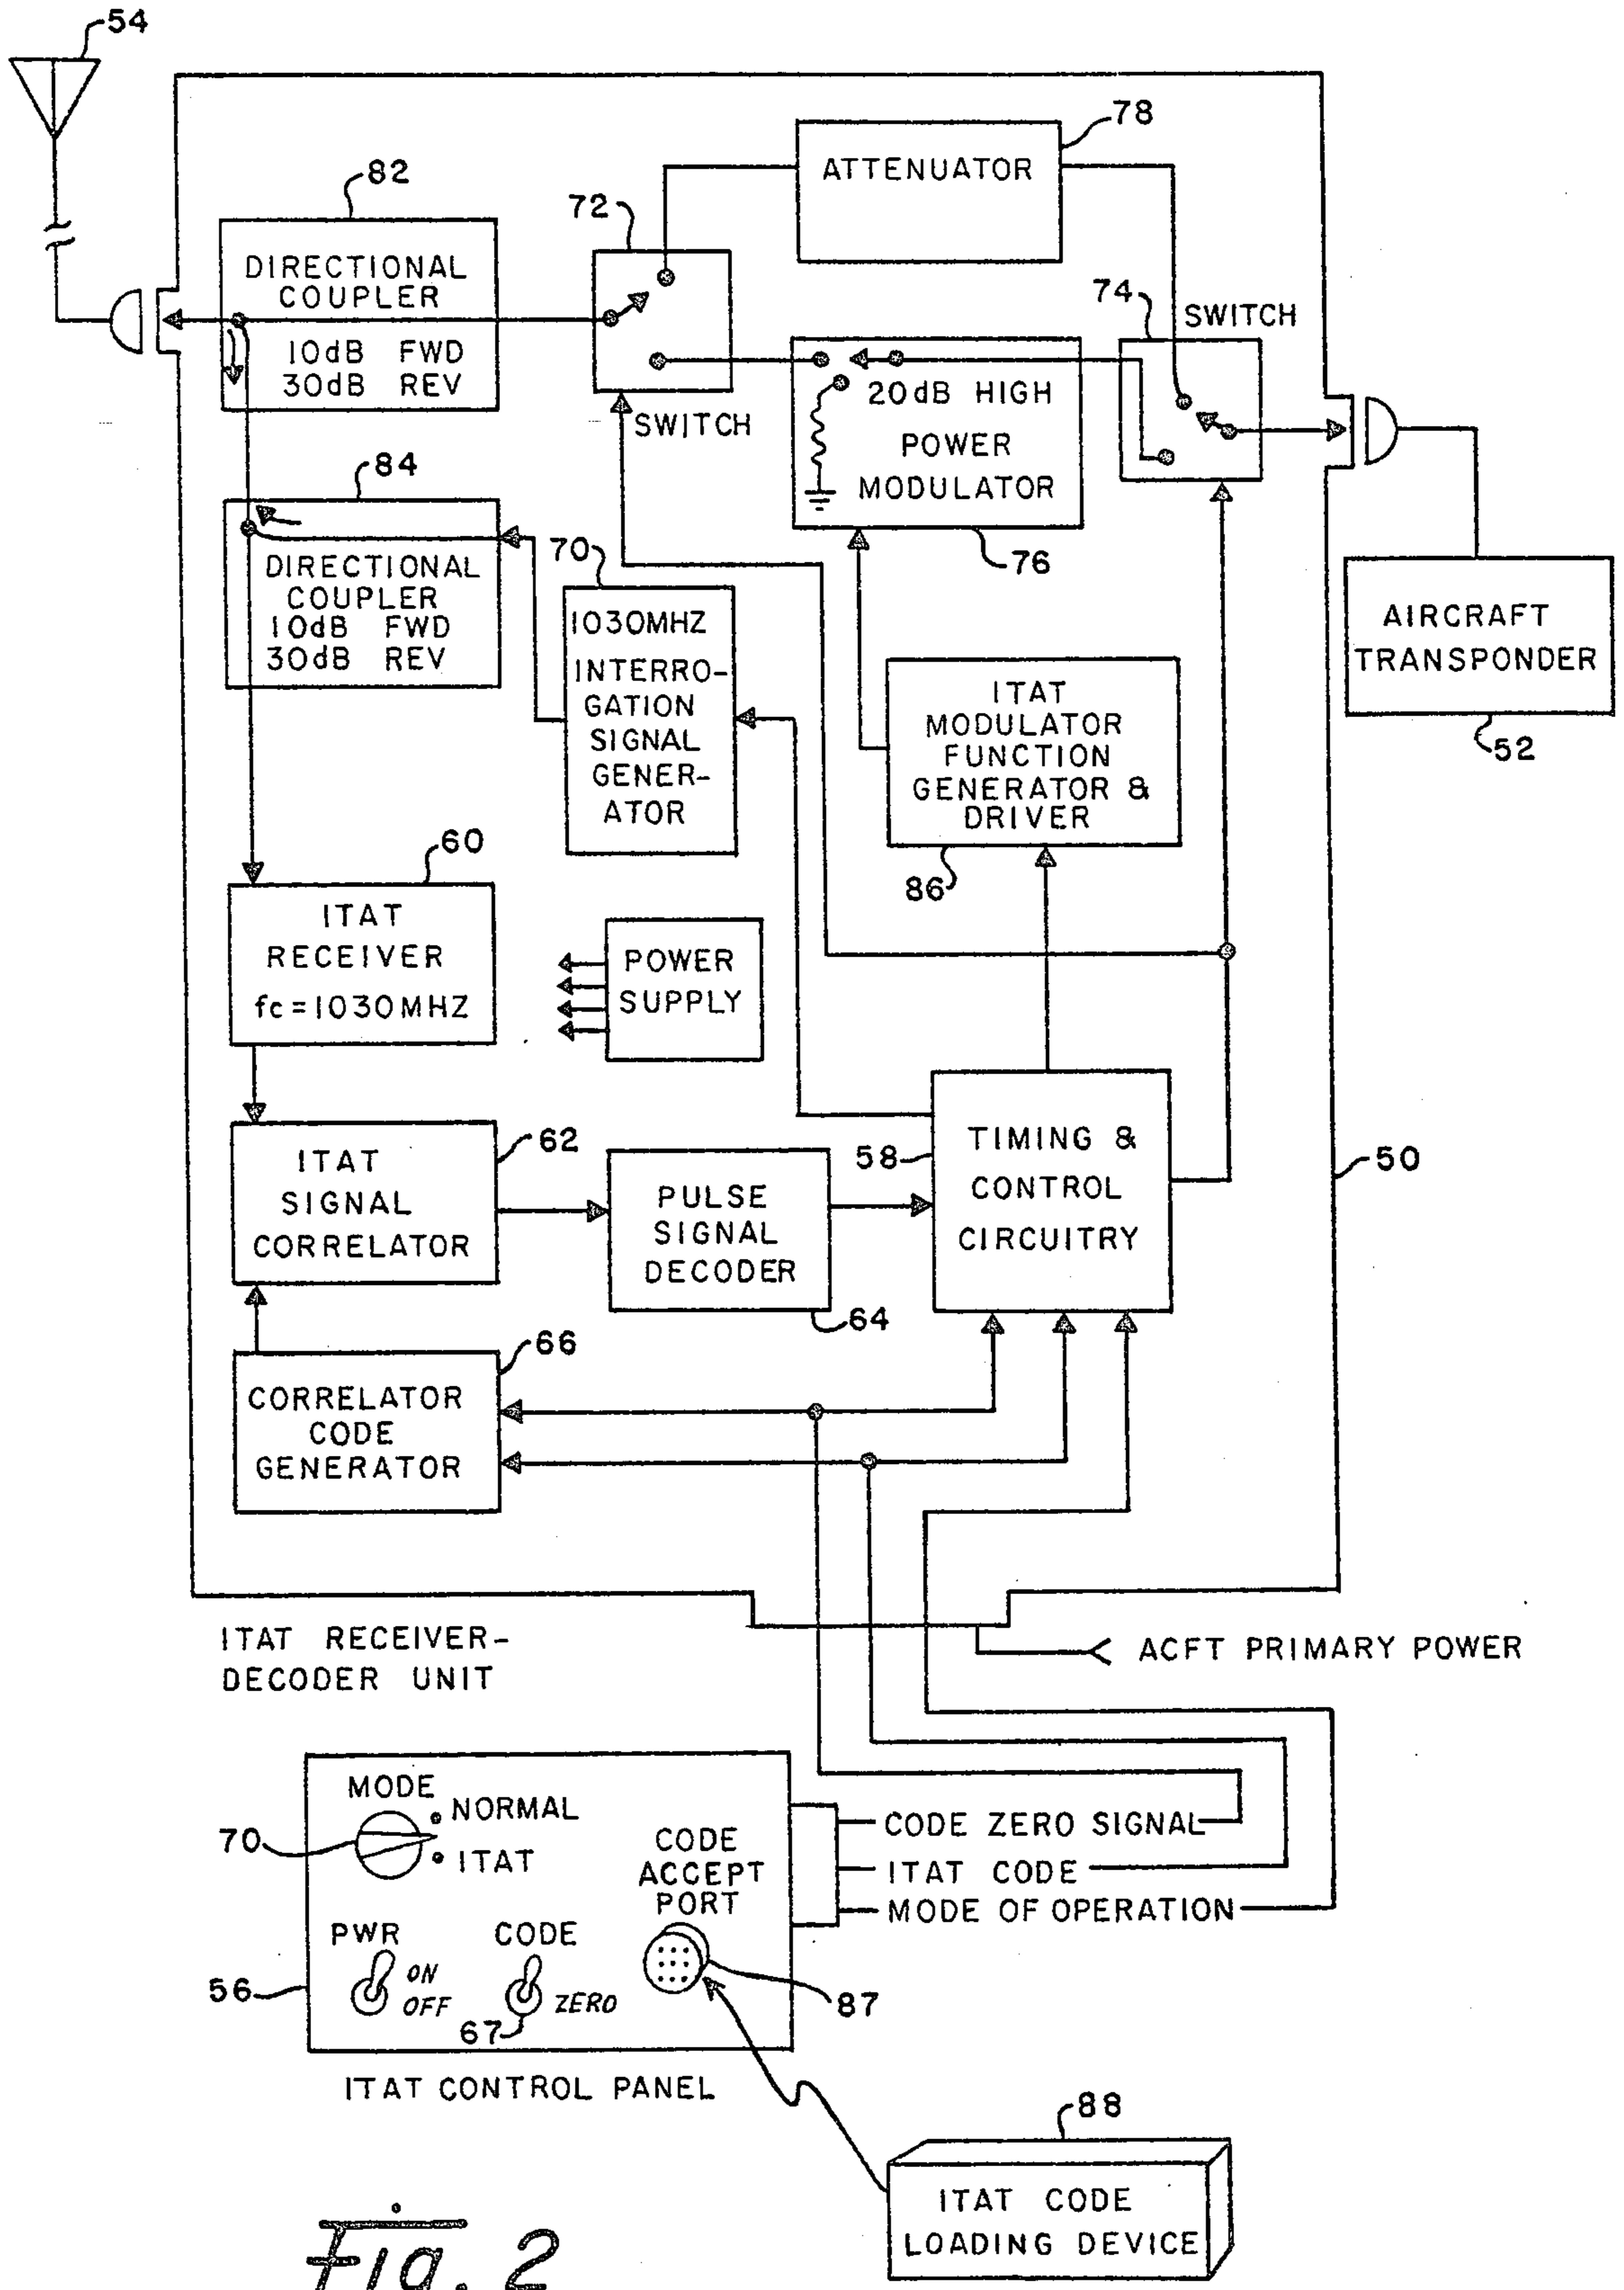 54
78
ATTENUATOR
82
72
DIRECTIONAL
COUPLER
10dB FWD
30dB REV
SWITCH
74
SWITCH
20dB HIGH
POWER
MODULATOR
76
84
DIRECTIONAL
COUPLER
10dB FWD
30dB REV
70
1030MHZ
INTERRO-
GATION
SIGNAL
GENER-
ATOR
AIRCRAFT
TRANSPONDER
52
ITAT
MODULATOR
FUNCTION
GENERATOR &
DRIVER
86
60
ITAT
RECEIVER
fc=1030MHZ
POWER
SUPPLY
62
ITAT
SIGNAL
CORRELATOR
PULSE
SIGNAL
DECODER
64
58
TIMING &
CONTROL
CIRCUITRY
50
66
CORRELATOR
CODE
GENERATOR
ITAT RECEIVER-
DECODER UNIT
ACFT PRIMARY POWER
MODE
NORMAL
ITAT
70
CODE
ACCEPT
PORT
CODE ZERO SIGNAL
ITAT CODE
MODE OF OPERATION
PWR
ON
OFF
CODE
ZERO
56
67
87
ITAT CONTROL PANEL
88
ITAT CODE
LOADING DEVICE
Fig. 2